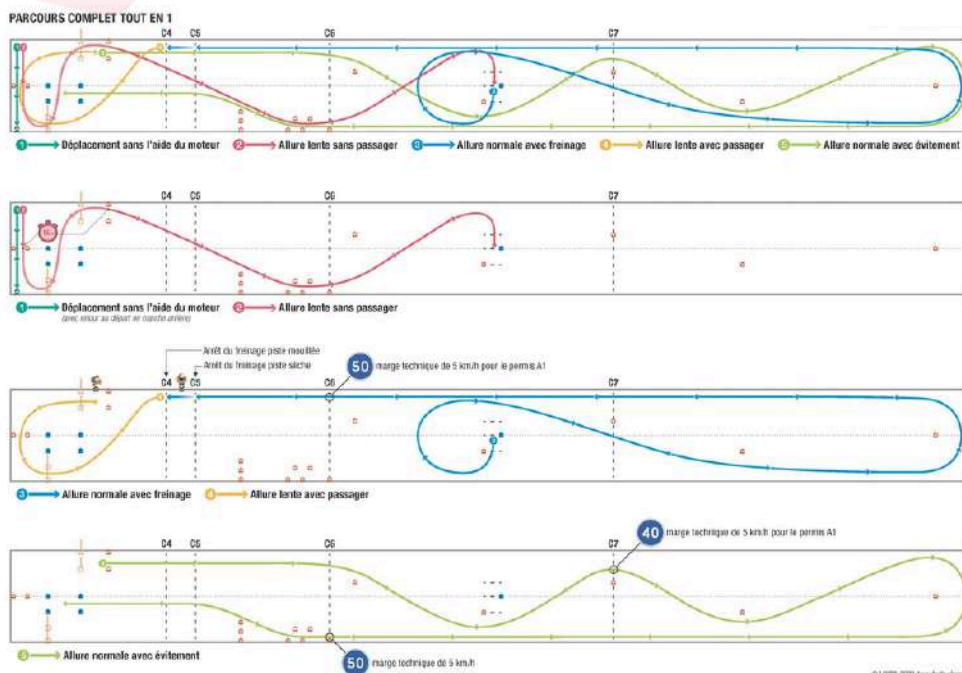 PARCOURS COMPLET TOUT EN 1
C4 C5 C6 C7
1 Déplacement sans l'aide du moteur 2 Allure lente sans passager 3 Allure normale avec freinage 4 Allure lente avec passager 5 Allure normale avec évitement
C4 C5 C6 C7
1 Déplacement sans l'aide du moteur 2 Allure lente sans passager
(avec retour au départ en marche arrière)
Arrêt du freinage piste mouillée
Arrêt du freinage piste sèche
50 marge technique de 5 km/h pour le permis A1
C4 C5 C6 C7
3 Allure normale avec freinage 4 Allure lente avec passager
40 marge technique de 5 km/h pour le permis A1
C4 C5 C6 C7
5 Allure normale avec évitement
50 marge technique de 5 km/h